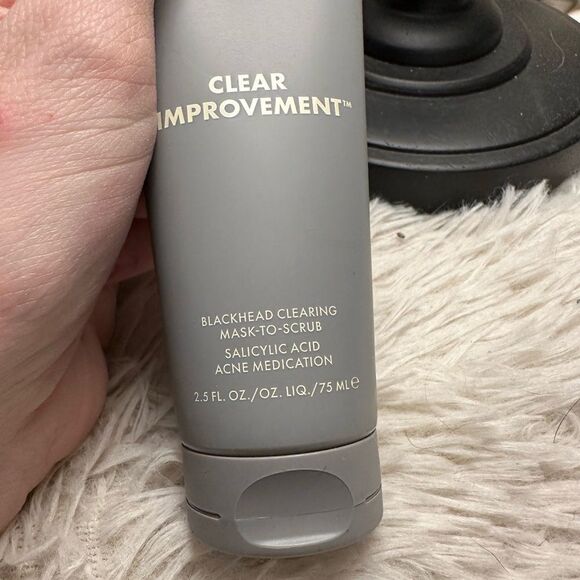 CLEAR
IMPROVEMENT™
BLACKHEAD CLEARING
MASK-TO-SCRUB
SALICYLIC ACID
ACNE MEDICATION
2.5 FL. OZ./OZ. LIQ./75 ML℮